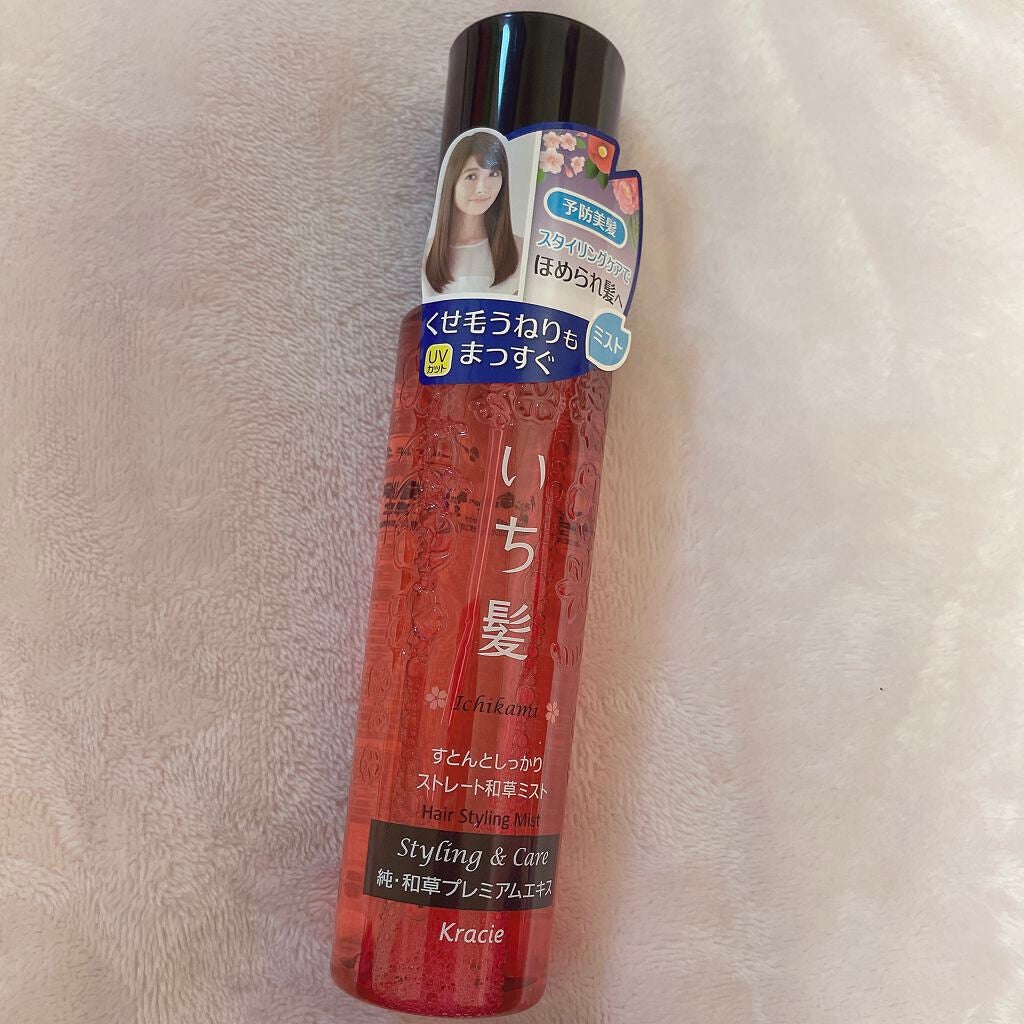 予防美髪
スタイリングケアで
ほめられ髪へ
ミスト
くせ毛うねりも
まっすぐ
UV
カット
いち髪
Ichikami
すとんとしっかり
ストレート和草ミスト
Hair Styling Mist
Styling & Care
純・和草プレミアムエキス
Kracie